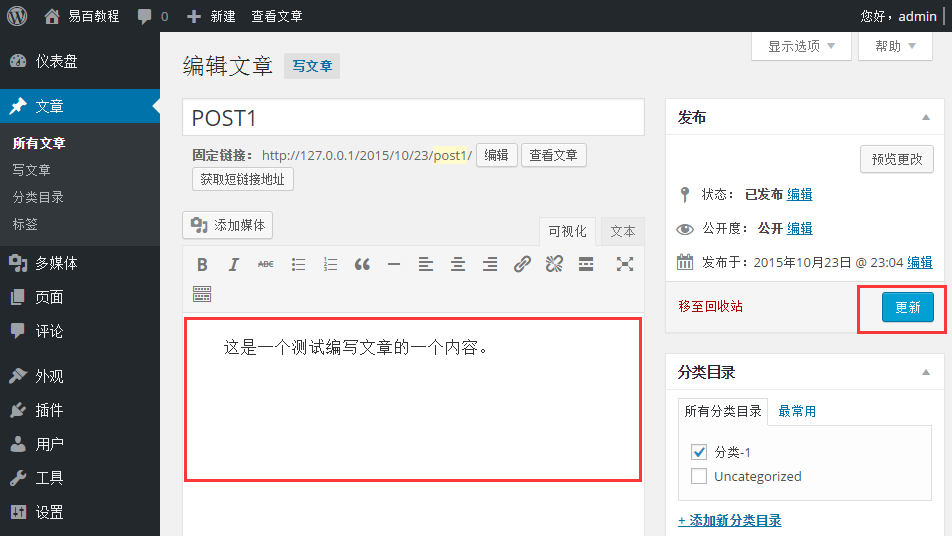 易百教程 0 新建 查看文章 您好，admin
显示选项 帮助
仪表盘
文章
所有文章
写文章
分类目录
标签
多媒体
页面
评论
外观
插件
用户
工具
设置
编辑文章 写文章
POST1
固定链接： http://127.0.0.1/2015/10/23/post1/ 编辑 查看文章
获取短链接地址
添加媒体
可视化 文本
B I ABC
这是一个测试编写文章的一个内容。
发布
预览更改
状态： 已发布 编辑
公开度： 公开 编辑
发布于：2015年10月23日 @ 23:04 编辑
移至回收站 更新
分类目录
所有分类目录 最常用
分类-1
Uncategorized
+ 添加新分类目录